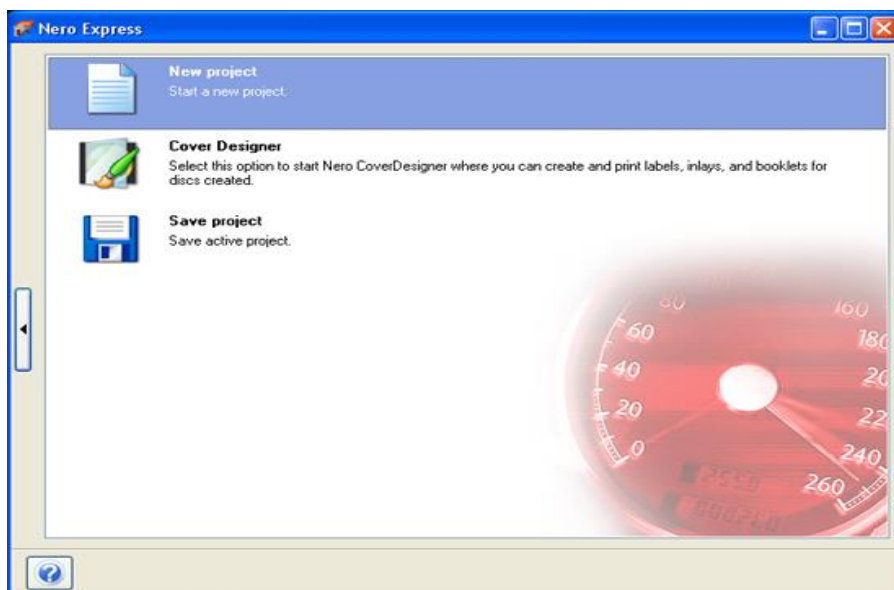 Nero Express
New project
Start a new project.
Cover Designer
Select this option to start Nero CoverDesigner where you can create and print labels, inlays, and booklets for
discs created.
Save project
Save active project.
80
160
60
180
40
20
20
22
0
240
260